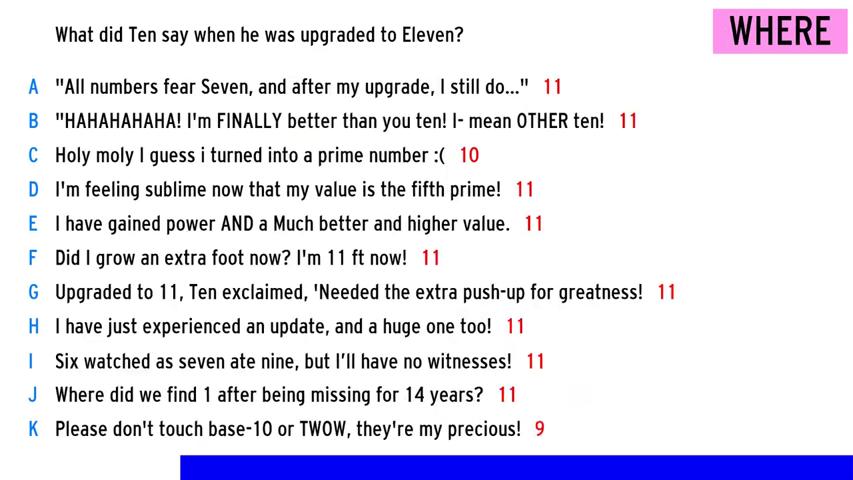 What did Ten say when he was upgraded to Eleven?
WHERE
A "All numbers fear Seven, and after my upgrade, I still do..." 11
B "HAHAHAHAHA! I'm FINALLY better than you ten! I- mean OTHER ten! 11
C Holy moly I guess i turned into a prime number :( 10
D I'm feeling sublime now that my value is the fifth prime! 11
E I have gained power AND a Much better and higher value. 11
F Did I grow an extra foot now? I'm 11 ft now! 11
G Upgraded to 11, Ten exclaimed, 'Needed the extra push-up for greatness! 11
H I have just experienced an update, and a huge one too! 11
I Six watched as seven ate nine, but I’ll have no witnesses! 11
J Where did we find 1 after being missing for 14 years? 11
K Please don't touch base-10 or TWOW, they're my precious! 9